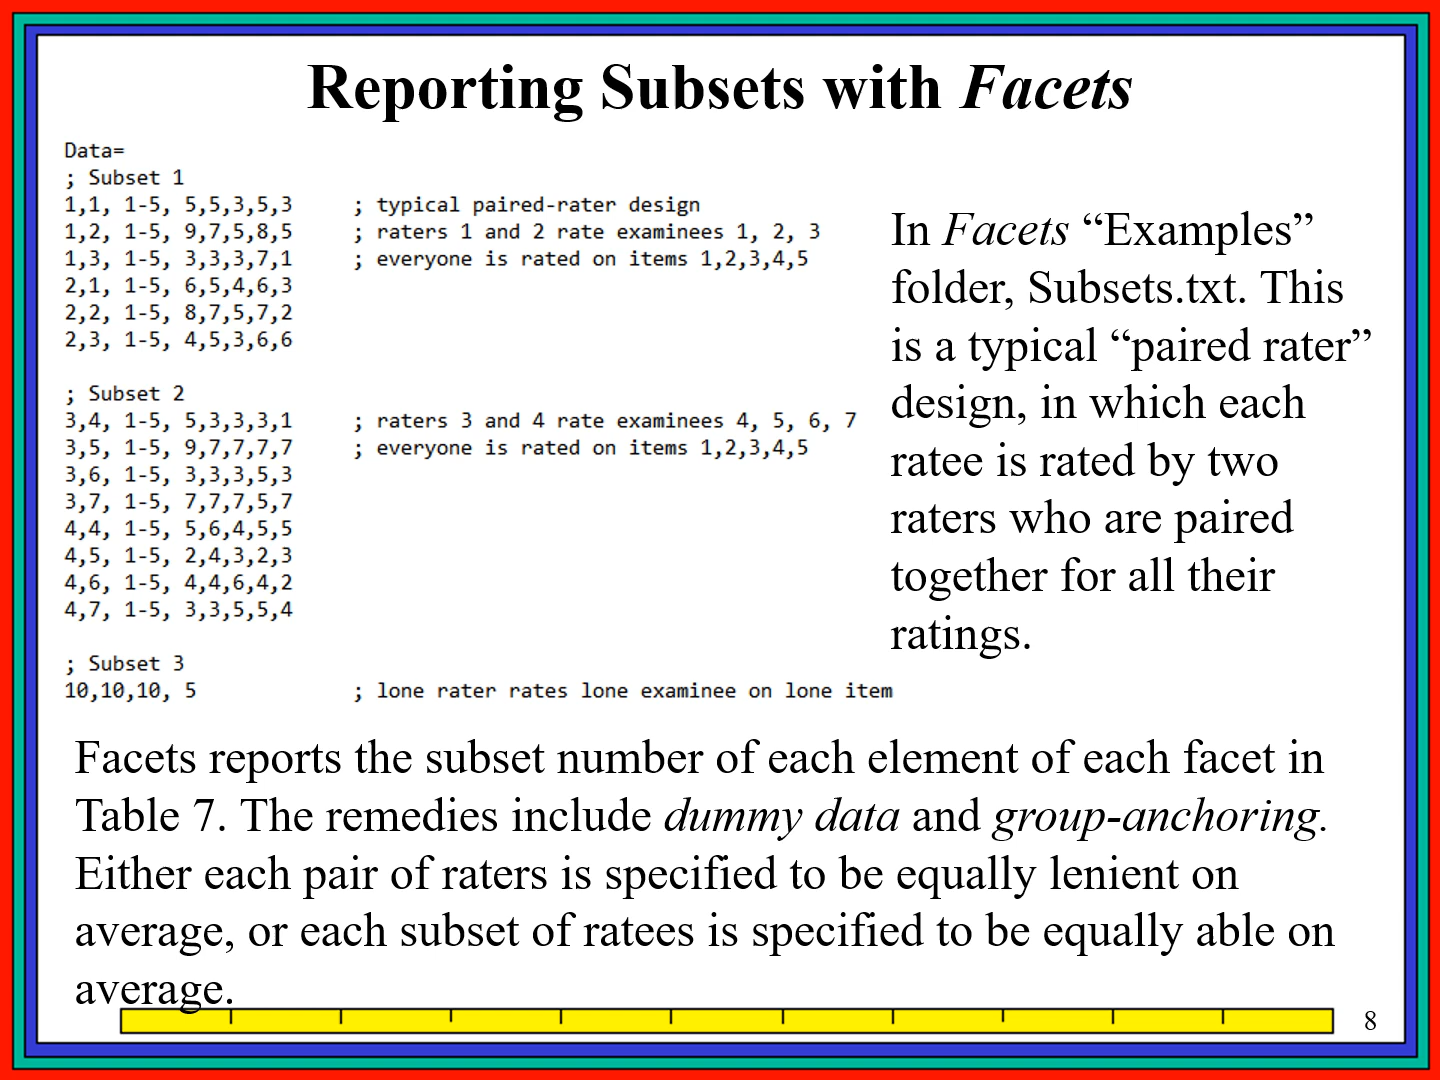 Reporting Subsets with Facets
Data=
; Subset 1
1,1, 1-5, 5,5,3,5,3     ; typical paired-rater design
1,2, 1-5, 9,7,5,8,5     ; raters 1 and 2 rate examinees 1, 2, 3
1,3, 1-5, 3,3,3,7,1     ; everyone is rated on items 1,2,3,4,5
2,1, 1-5, 6,5,4,6,3
2,2, 1-5, 8,7,5,7,2
2,3, 1-5, 4,5,3,6,6
; Subset 2
3,4, 1-5, 5,3,3,3,1     ; raters 3 and 4 rate examinees 4, 5, 6, 7
3,5, 1-5, 9,7,7,7,7     ; everyone is rated on items 1,2,3,4,5
3,6, 1-5, 3,3,3,5,3
3,7, 1-5, 7,7,7,5,7
4,4, 1-5, 5,6,4,5,5
4,5, 1-5, 2,4,3,2,3
4,6, 1-5, 4,4,6,4,2
4,7, 1-5, 3,3,5,5,4
; Subset 3
10,10,10, 5             ; lone rater rates lone examinee on lone item
In Facets “Examples”
folder, Subsets.txt. This
is a typical “paired rater”
design, in which each
ratee is rated by two
raters who are paired
together for all their
ratings.
Facets reports the subset number of each element of each facet in
Table 7. The remedies include dummy data and group-anchoring.
Either each pair of raters is specified to be equally lenient on
average, or each subset of ratees is specified to be equally able on
average.
8